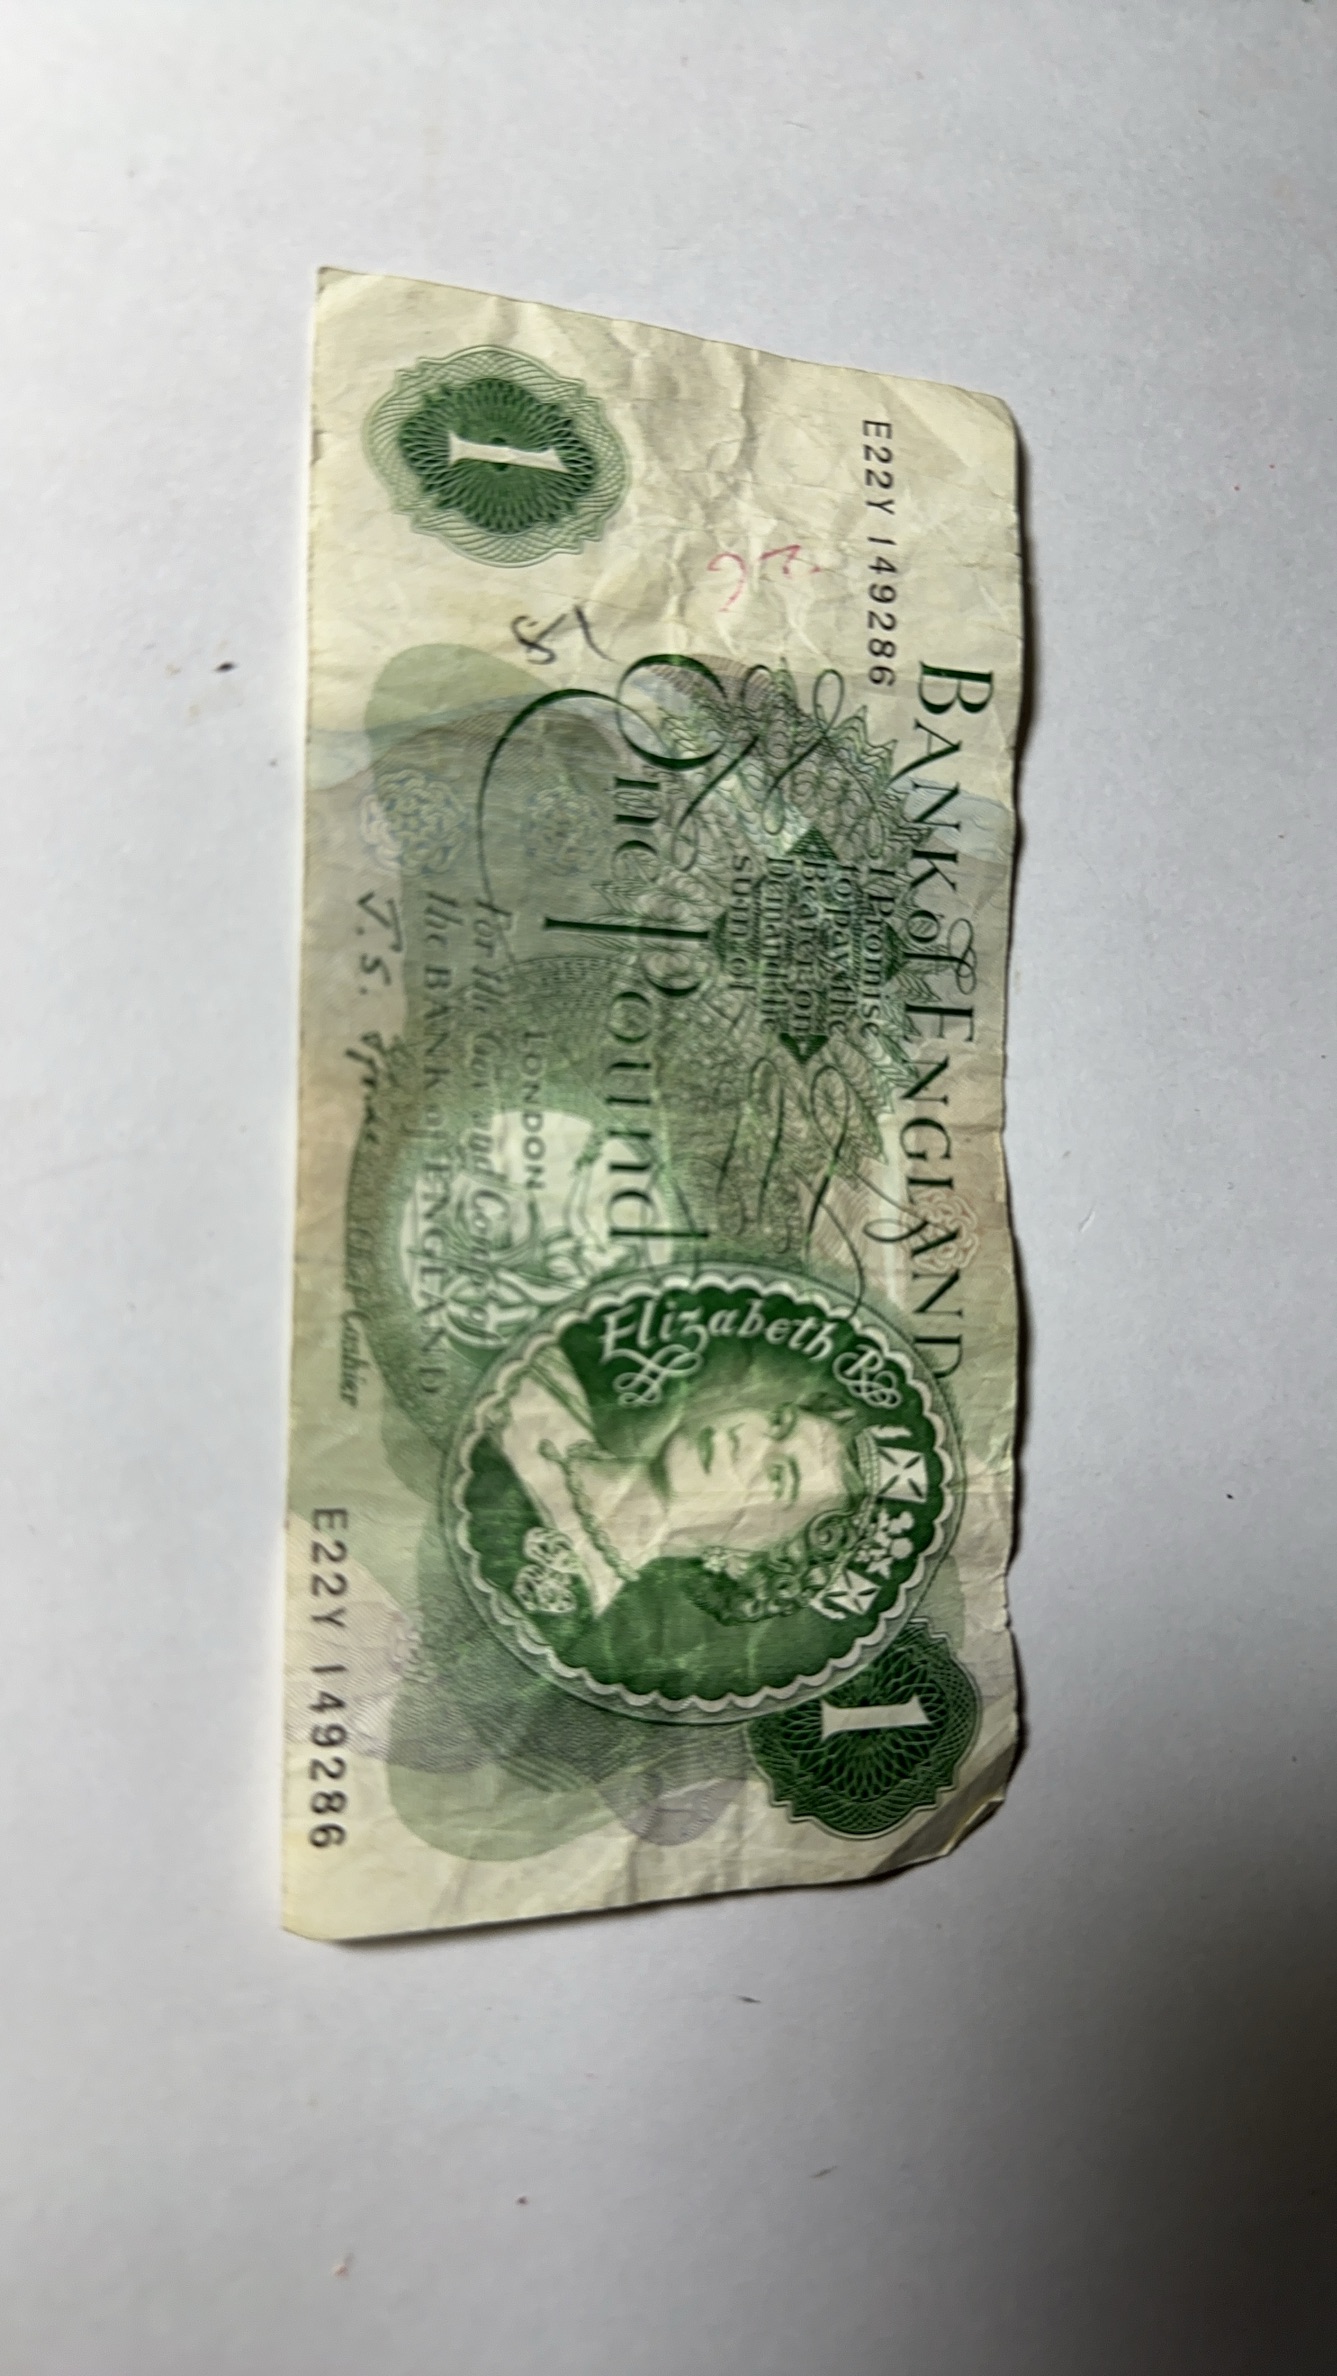 BANK of ENGLAND
E22Y 149286
I Promise
to pay the
Bearer on
Demand the
sum of
One Pound
1
LONDON
For the Gov.r and Comp.a of
the BANK of ENGLAND
Elizabeth R
1
Cashier
E22Y 149286